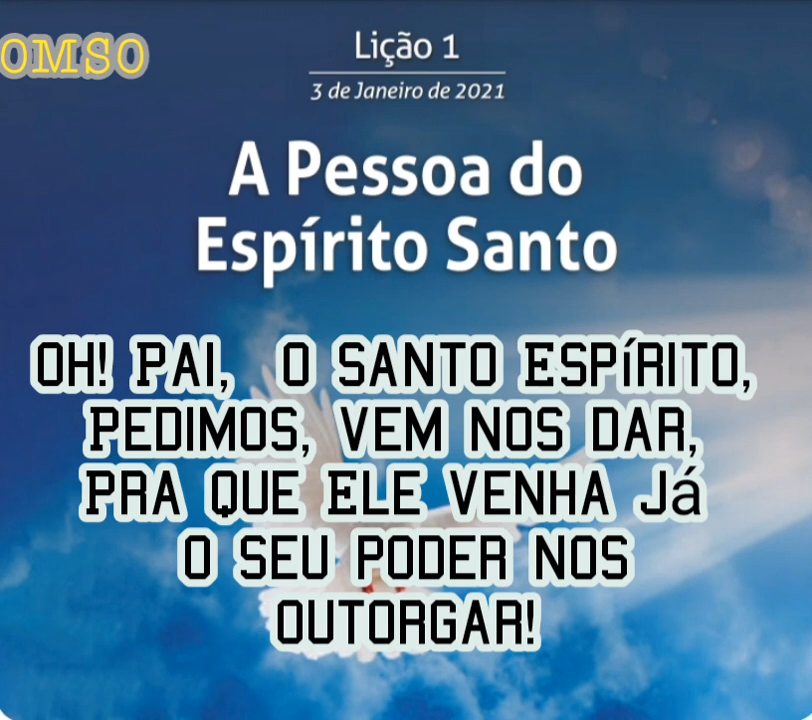 OMSO
Lição 1
3 de Janeiro de 2021
A Pessoa do
Espírito Santo
OH! PAI, O SANTO ESPíRITO,
PEDIMOS, VEM NOS DAR,
PRA QUE ELE VENHA Já
O SEU PODER NOS
OUTORGAR!